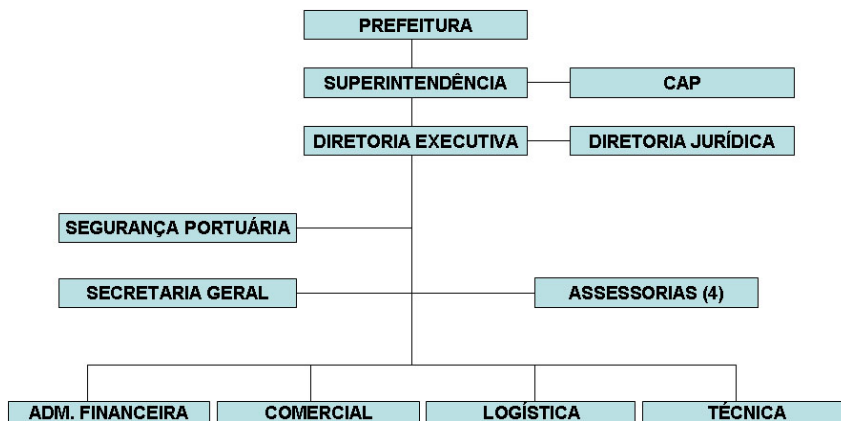 PREFEITURA
SUPERINTENDÊNCIA
CAP
DIRETORIA EXECUTIVA
DIRETORIA JURÍDICA
SEGURANÇA PORTUÁRIA
SECRETARIA GERAL
ASSESSORIAS (4)
ADM. FINANCEIRA
COMERCIAL
LOGÍSTICA
TÉCNICA